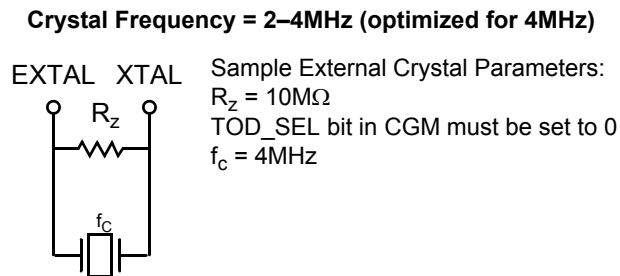 Crystal Frequency = 2–4MHz (optimized for 4MHz)
EXTAL XTAL
Rz
fC
Sample External Crystal Parameters:
Rz = 10MΩ
TOD_SEL bit in CGM must be set to 0
fc = 4MHz